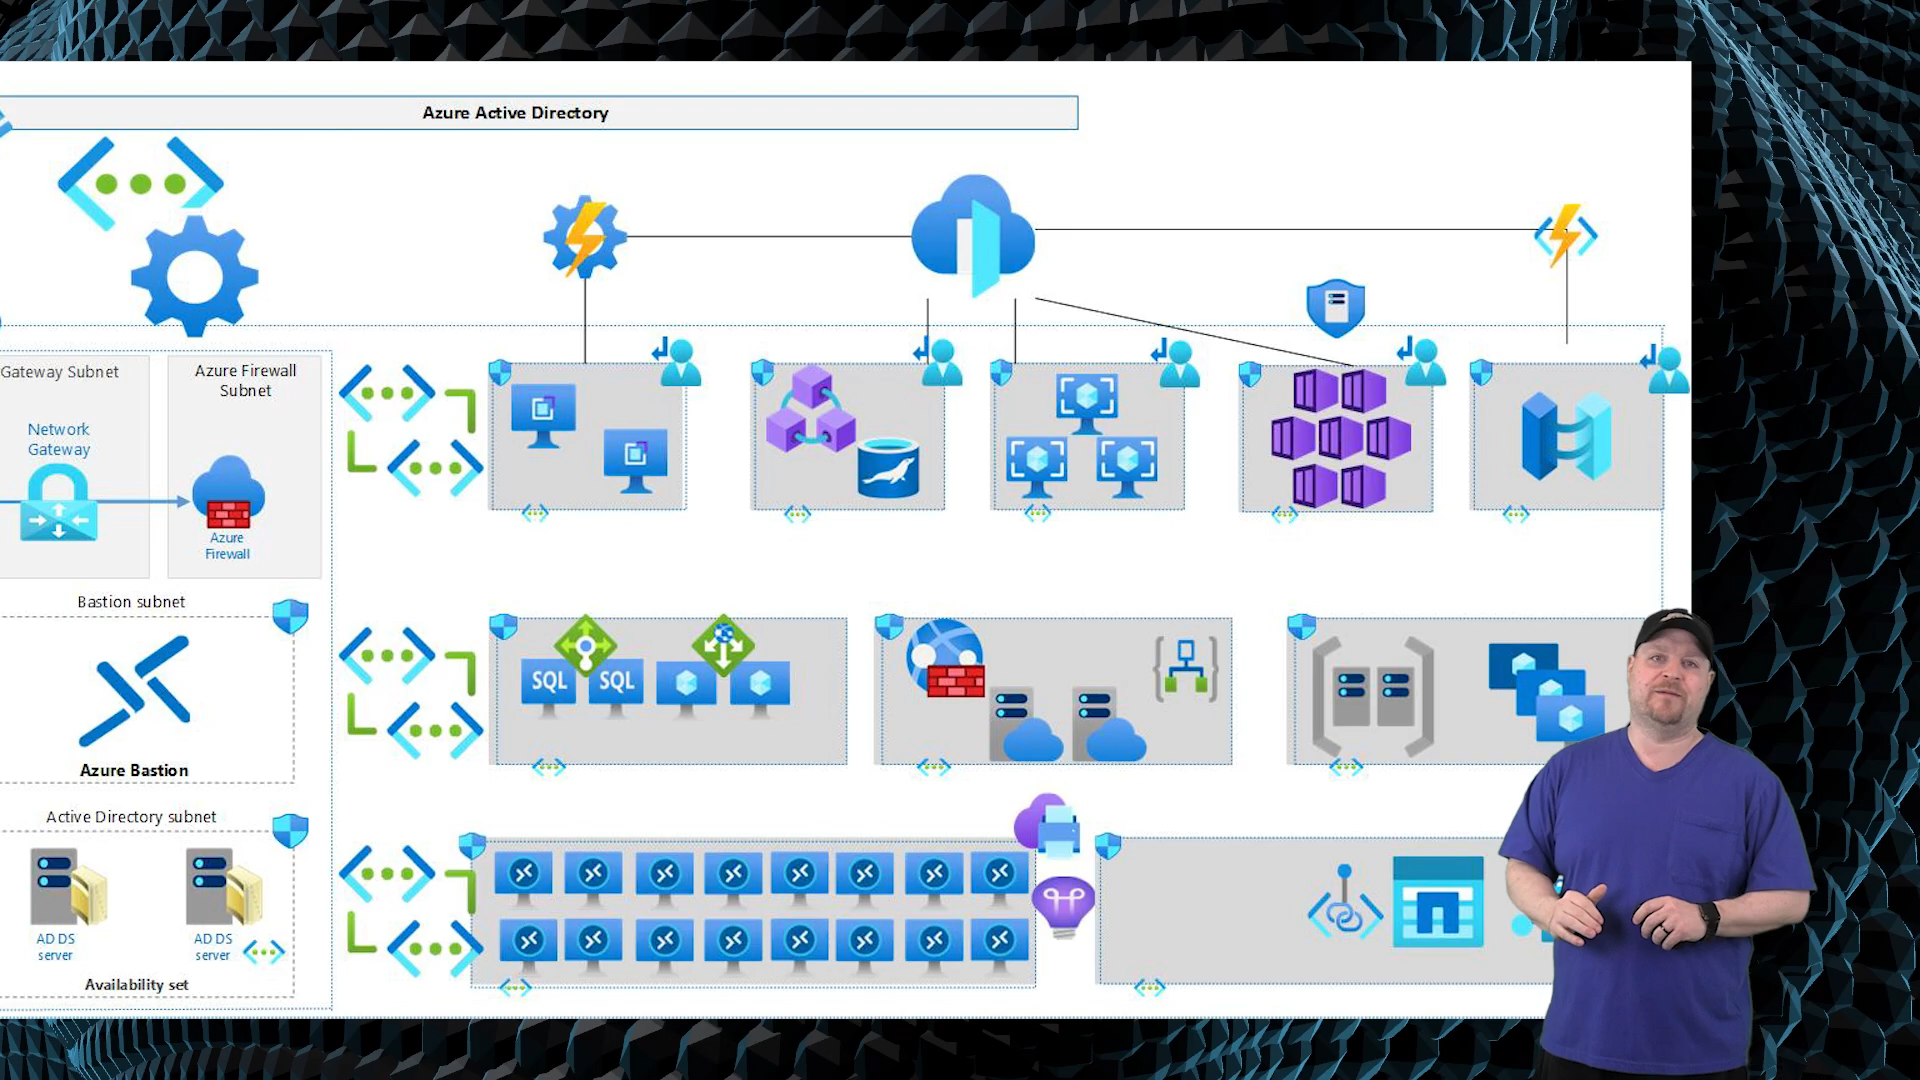 Azure Active Directory
Gateway Subnet
Azure Firewall
Subnet
Network
Gateway
Azure
Firewall
Bastion subnet
SQL
SQL
Azure Bastion
Active Directory subnet
AD DS
server
AD DS
server
Availability set